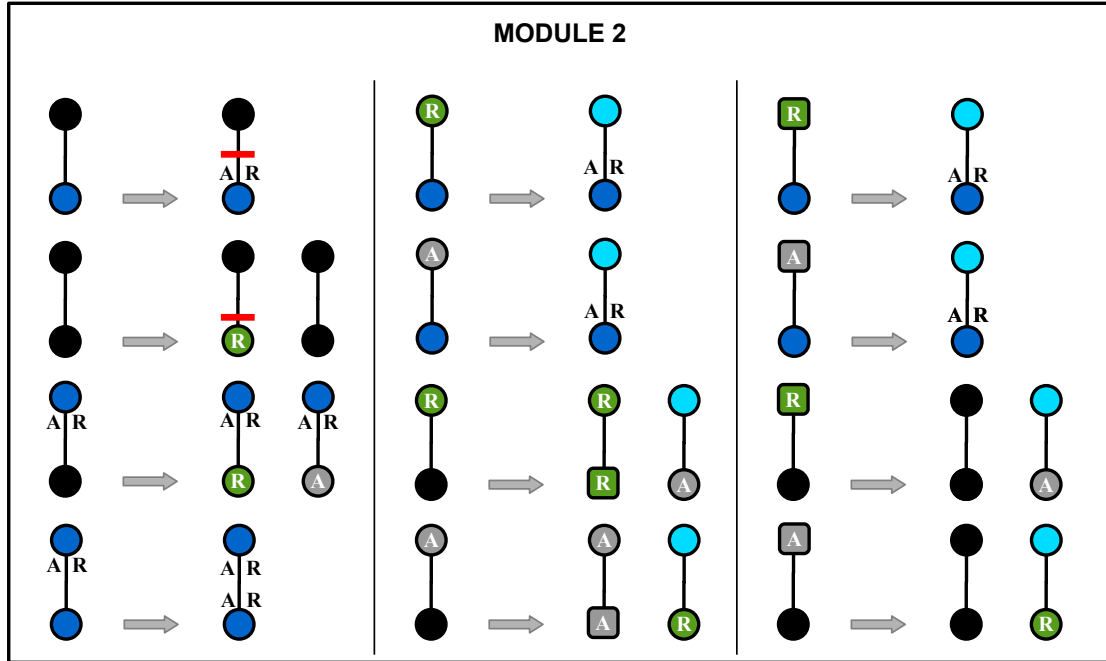 MODULE 2
R R
A R A R A R
A A
R A R A R
R R R R
A R A R A R
R A R A A
A A A
A R A R
A R A R